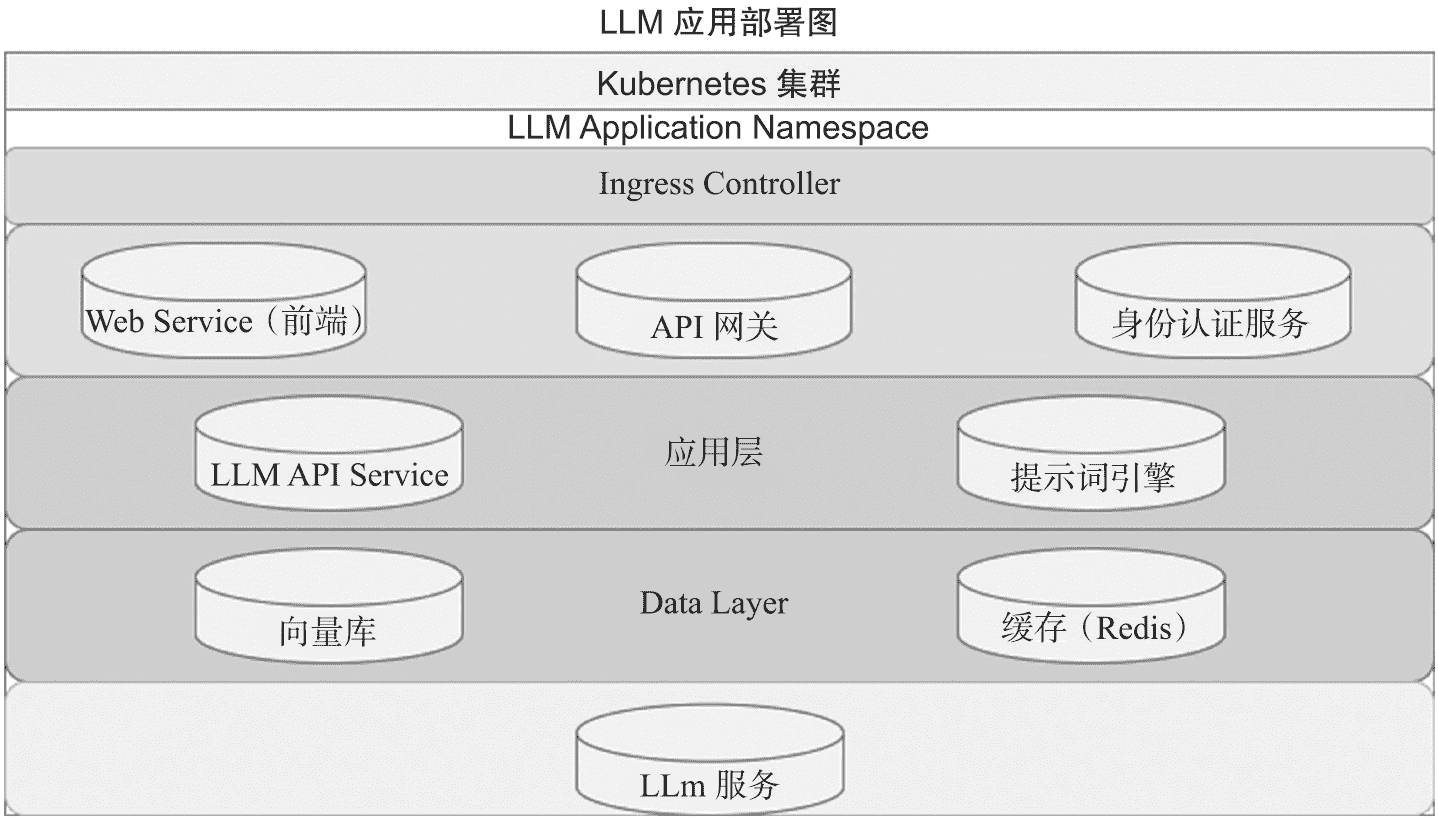 LLM 应用部署图
Kubernetes 集群
LLM Application Namespace
Ingress Controller
Web Service（前端）
API 网关
身份认证服务
LLM API Service
应用层
提示词引擎
向量库
Data Layer
缓存（Redis）
LLm 服务